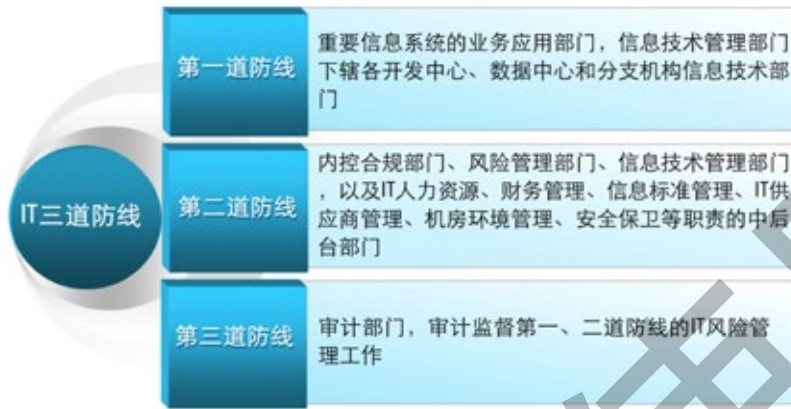 IT三道防线
第一道防线
重要信息系统的业务应用部门，信息技术管理部门
下辖各开发中心、数据中心和分支机构信息技术部
门
第二道防线
内控合规部门、风险管理部门、信息技术管理部门
，以及IT人力资源、财务管理、信息标准管理、IT供
应商管理、机房环境管理、安全保卫等职责的中后
台部门
第三道防线
审计部门，审计监督第一、二道防线的IT风险管
理工作